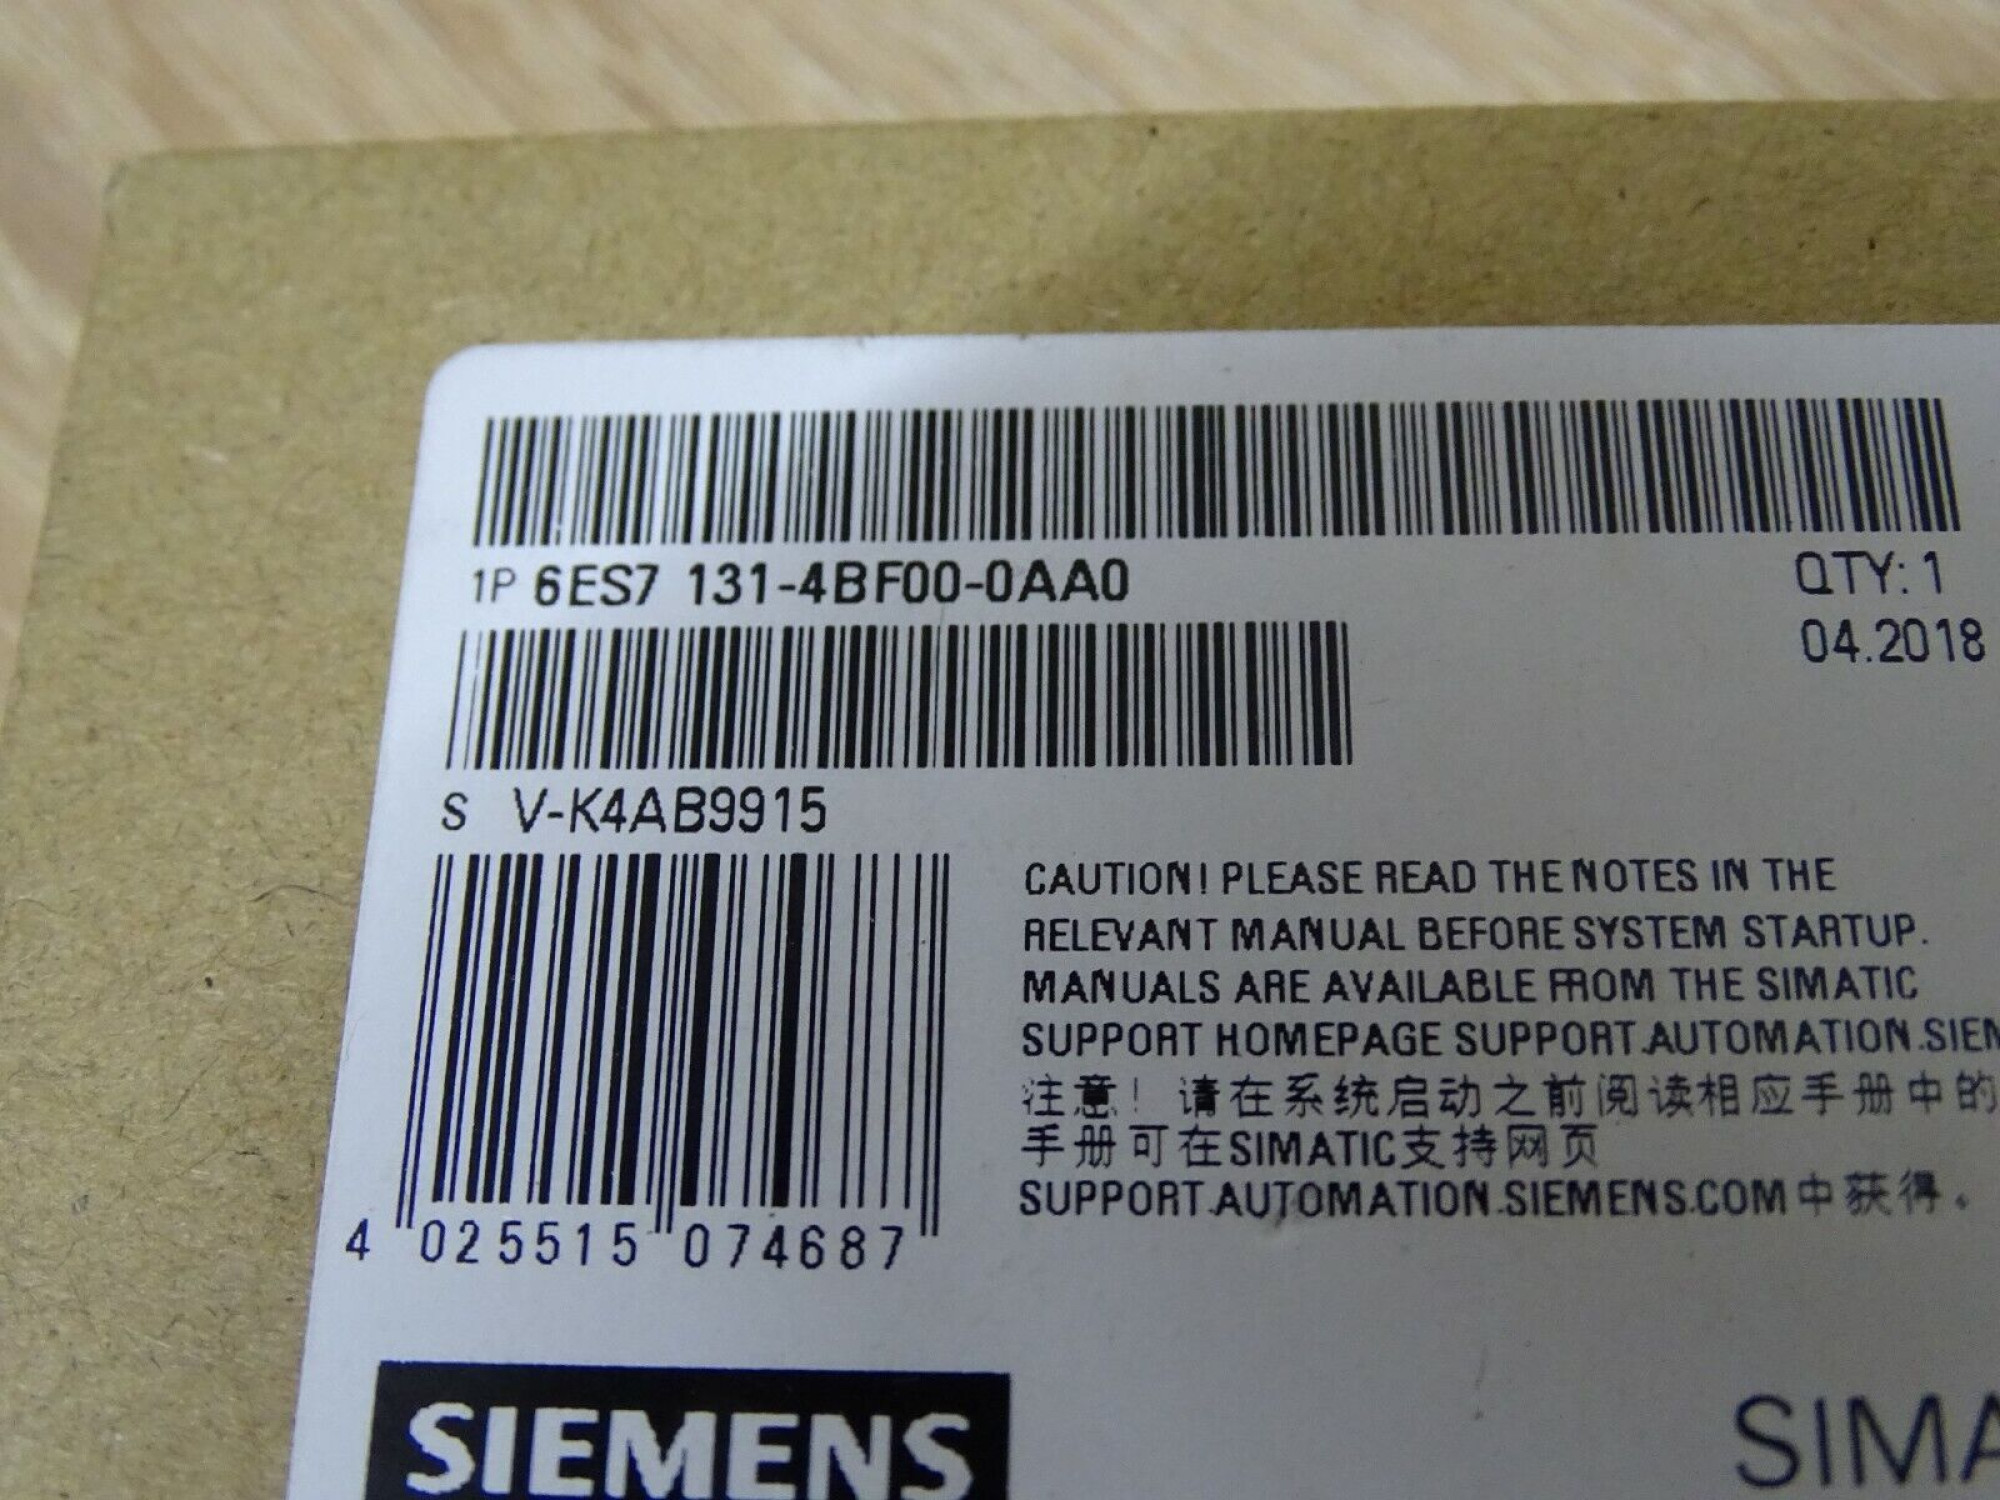 1P 6ES7 131-4BF00-0AA0
QTY: 1
04.2018
S V-K4AB9915
CAUTION! PLEASE READ THE NOTES IN THE
RELEVANT MANUAL BEFORE SYSTEM STARTUP.
MANUALS ARE AVAILABLE FROM THE SIMATIC
SUPPORT HOMEPAGE SUPPORT.AUTOMATION.SIEM
注意! 请在系统启动之前阅读相应手册中的
手册可在SIMATIC支持网页
SUPPORT.AUTOMATION.SIEMENS.COM中获得。
4 025515 074687
SIEMENS
SIMA